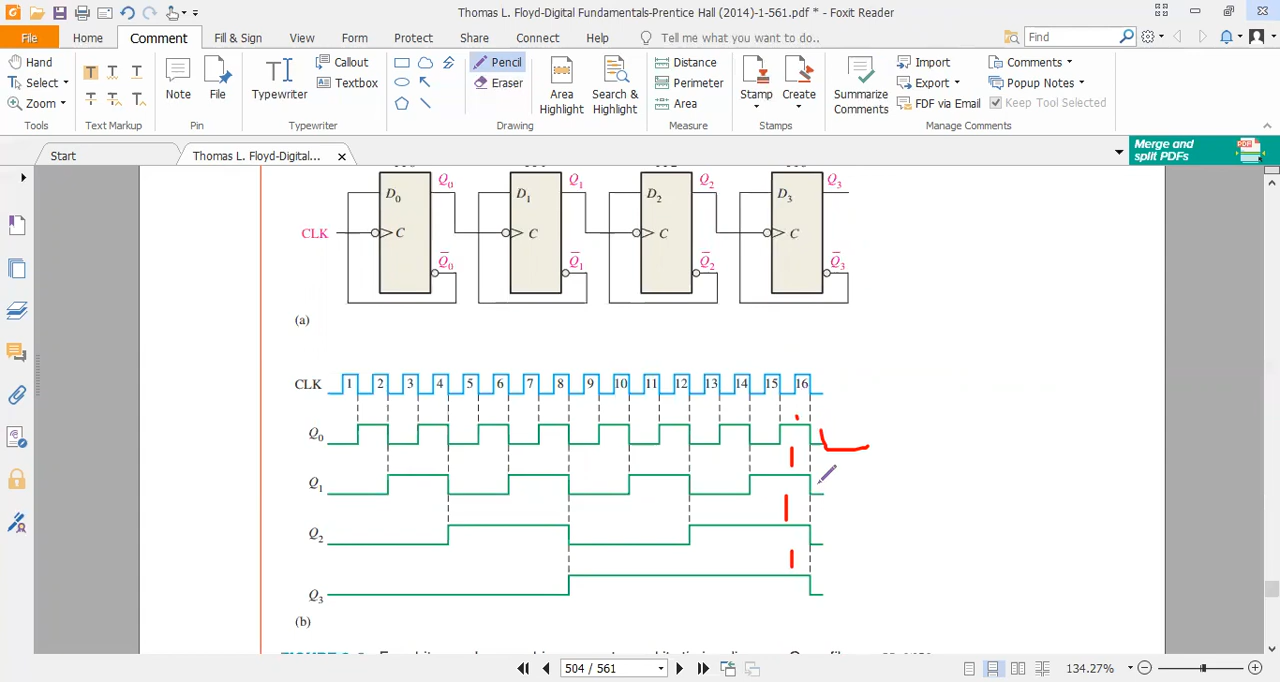 Thomas L. Floyd-Digital Fundamentals-Prentice Hall (2014)-1-561.pdf * - Foxit Reader
File Home Comment Fill & Sign View Form Protect Share Connect Help Tell me what you want to do.. Find
Hand
Select
Zoom
Tools
T T T
T T T
Text Markup
Note
File
Pin
Typewriter
Callout
Textbox
Typewriter
Pencil
Eraser
Drawing
Area Highlight
Search & Highlight
Distance
Perimeter
Area
Measure
Stamp
Create
Stamps
Summarize Comments
Import
Export
FDF via Email
Comments
Popup Notes
Keep Tool Selected
Manage Comments
Start
Thomas L. Floyd-Digital...
Merge and split PDFs
PDF
Q0 Q1 Q2 Q3
D0 D1 D2 D3
CLK C C C C
Q̅0 Q̅1 Q̅2 Q̅3
(a)
CLK 1 2 3 4 5 6 7 8 9 10 11 12 13 14 15 16
Q0
Q1
Q2
Q3
(b)
504 / 561
134.27%